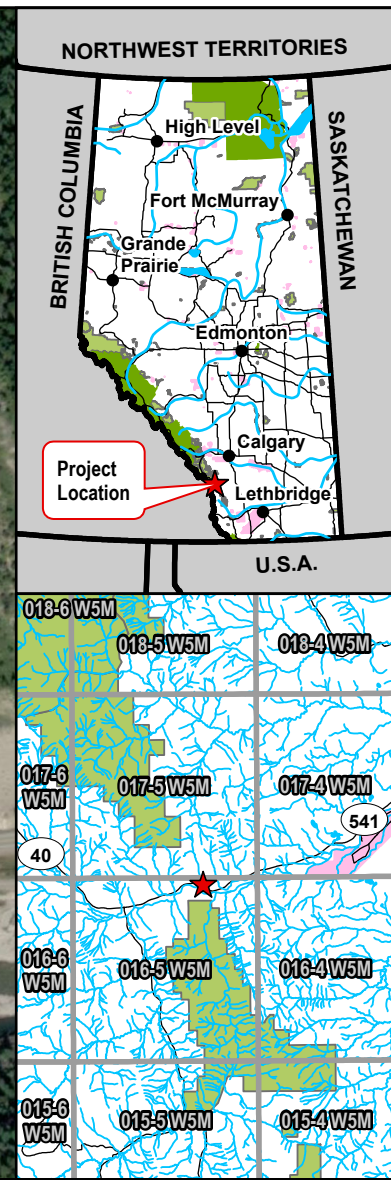 NORTHWEST TERRITORIES
BRITISH COLUMBIA
SASKATCHEWAN
High Level
Fort McMurray
Grande
Prairie
Edmonton
Calgary
Project
Location
Lethbridge
U.S.A.
018-6 W5M
018-5 W5M
018-4 W5M
017-6
W5M
017-5 W5M
017-4 W5M
541
40
016-6
W5M
016-5 W5M
016-4 W5M
015-6
W5M
015-5 W5M
015-4 W5M